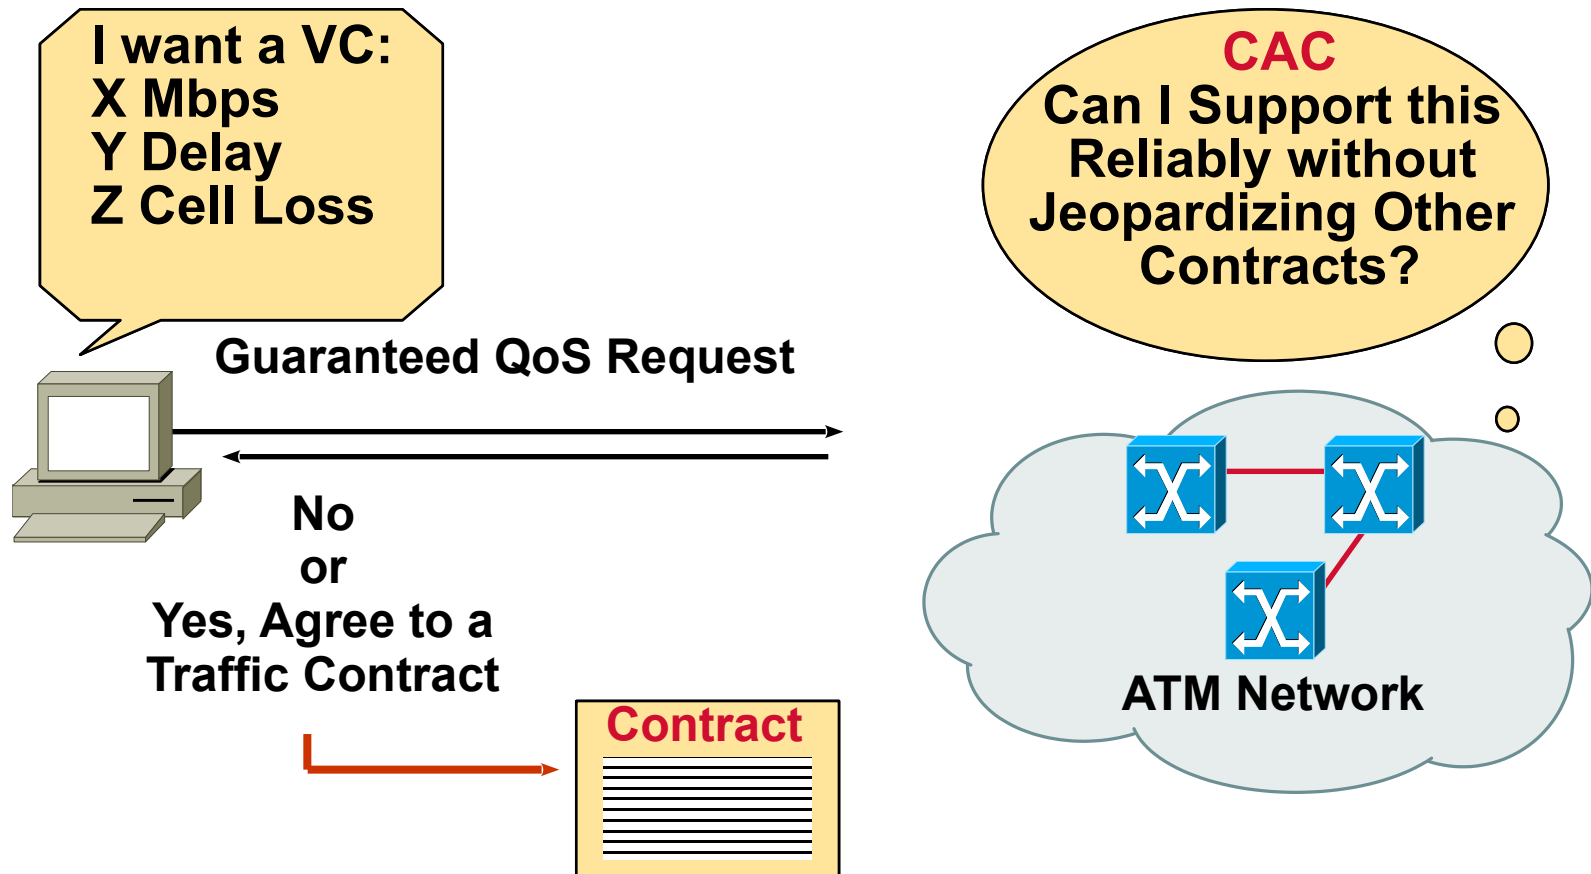 I want a VC:
X Mbps
Y Delay
Z Cell Loss
CAC
Can I Support this
Reliably without
Jeopardizing Other
Contracts?
Guaranteed QoS Request
No
or
Yes, Agree to a
Traffic Contract
Contract
ATM Network